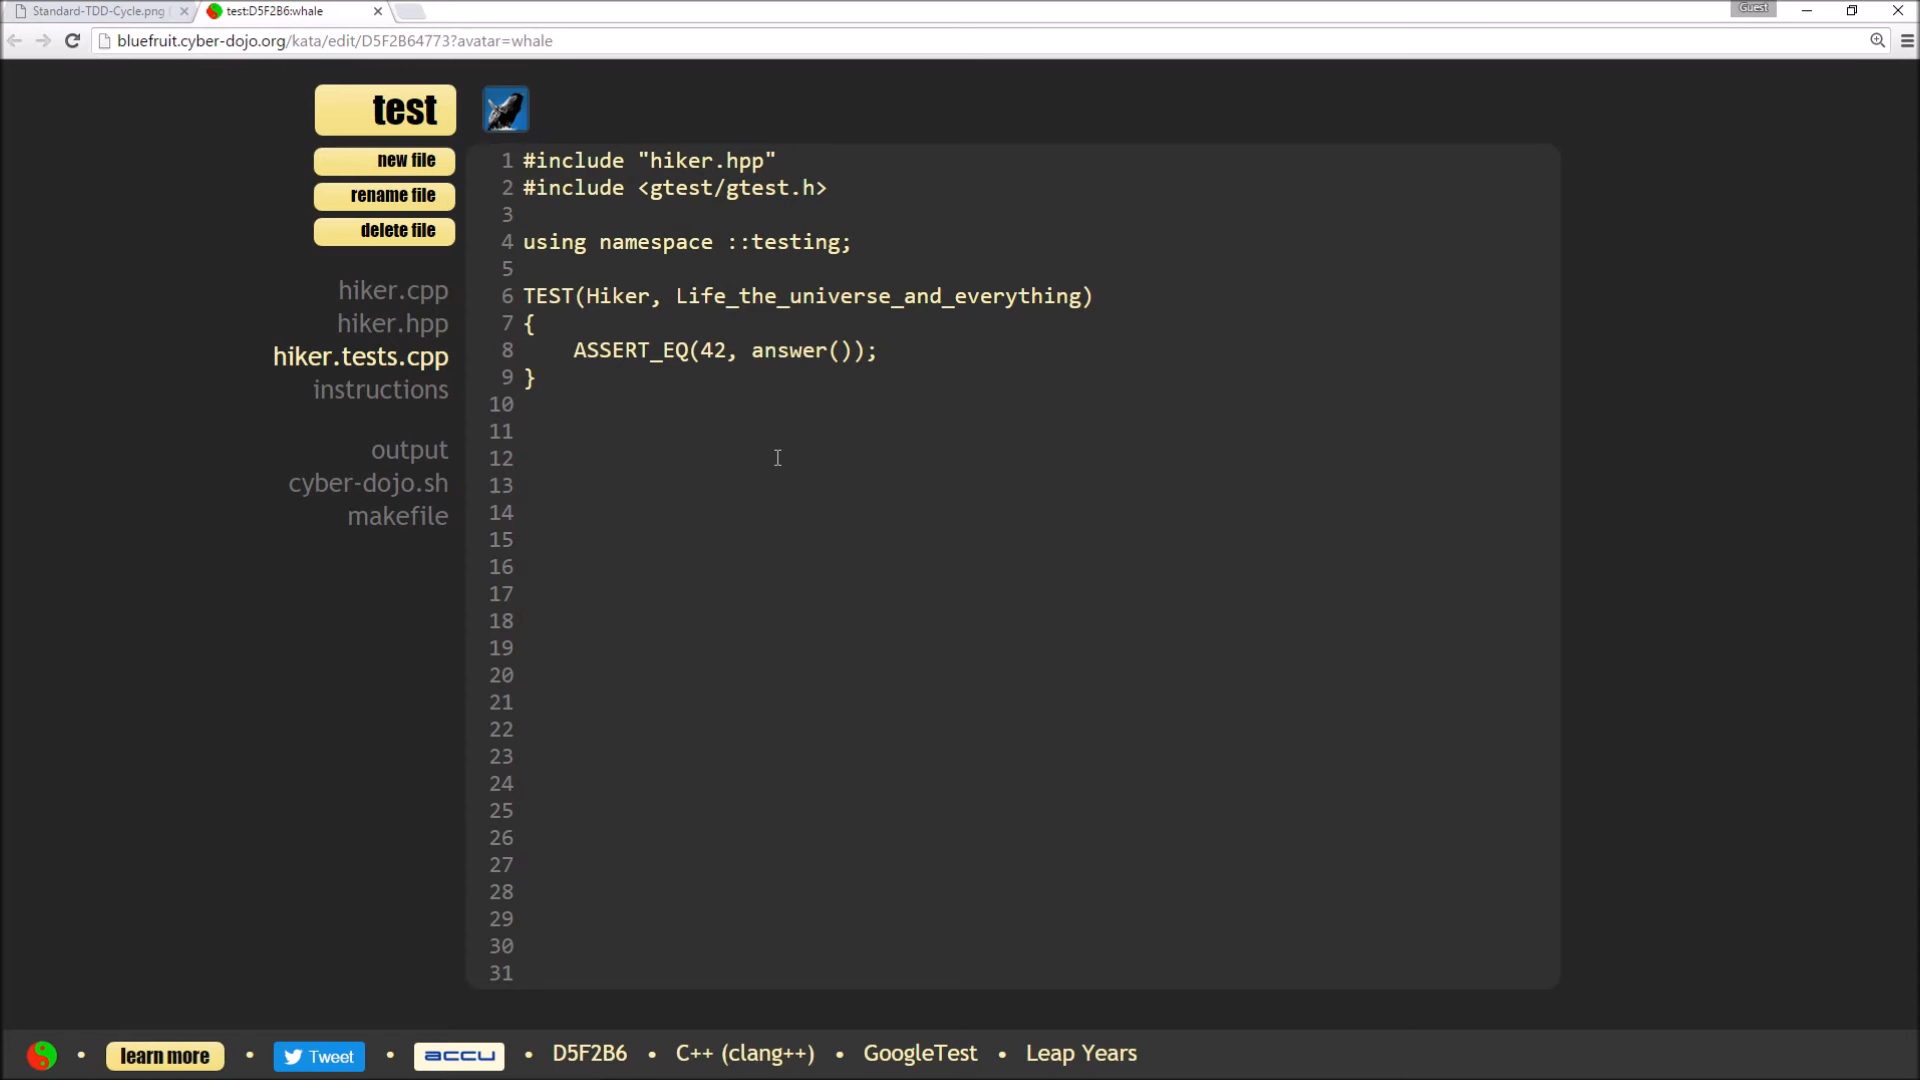 Standard-TDD-Cycle.png
test:D5F2B6:whale
Guest
bluefruit.cyber-dojo.org/kata/edit/D5F2B64773?avatar=whale
test
new file
rename file
delete file
hiker.cpp
hiker.hpp
hiker.tests.cpp
instructions
output
cyber-dojo.sh
makefile
1 #include "hiker.hpp"
2 #include <gtest/gtest.h>
3
4 using namespace ::testing;
5
6 TEST(Hiker, Life_the_universe_and_everything)
7 {
8     ASSERT_EQ(42, answer());
9 }
10
11
12
13
14
15
16
17
18
19
20
21
22
23
24
25
26
27
28
29
30
31
learn more • Tweet • accu • D5F2B6 • C++ (clang++) • GoogleTest • Leap Years